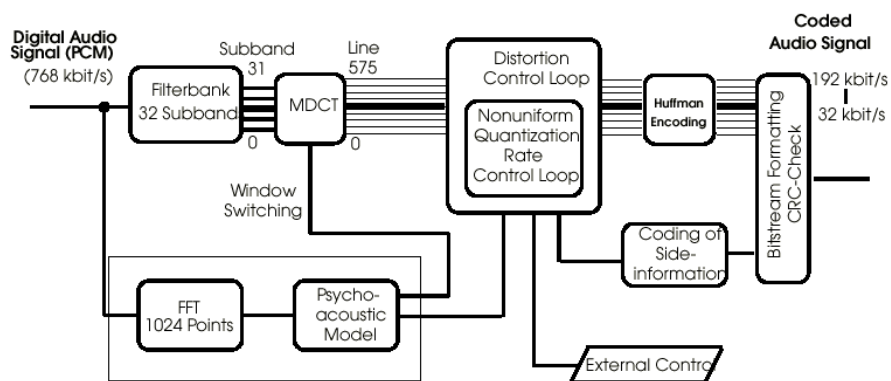 Digital Audio
Signal (PCM)
(768 kbit/s)
Filterbank
32 Subband
Subband
31
0
MDCT
Line
575
0
Window
Switching
Distortion
Control Loop
Nonuniform
Quantization
Rate
Control Loop
Huffman
Encoding
Coded
Audio Signal
192 kbit/s
32 kbit/s
Bitstream Formatting
CRC-Check
Coding of
Side-
information
FFT
1024 Points
Psycho-
acoustic
Model
External Control